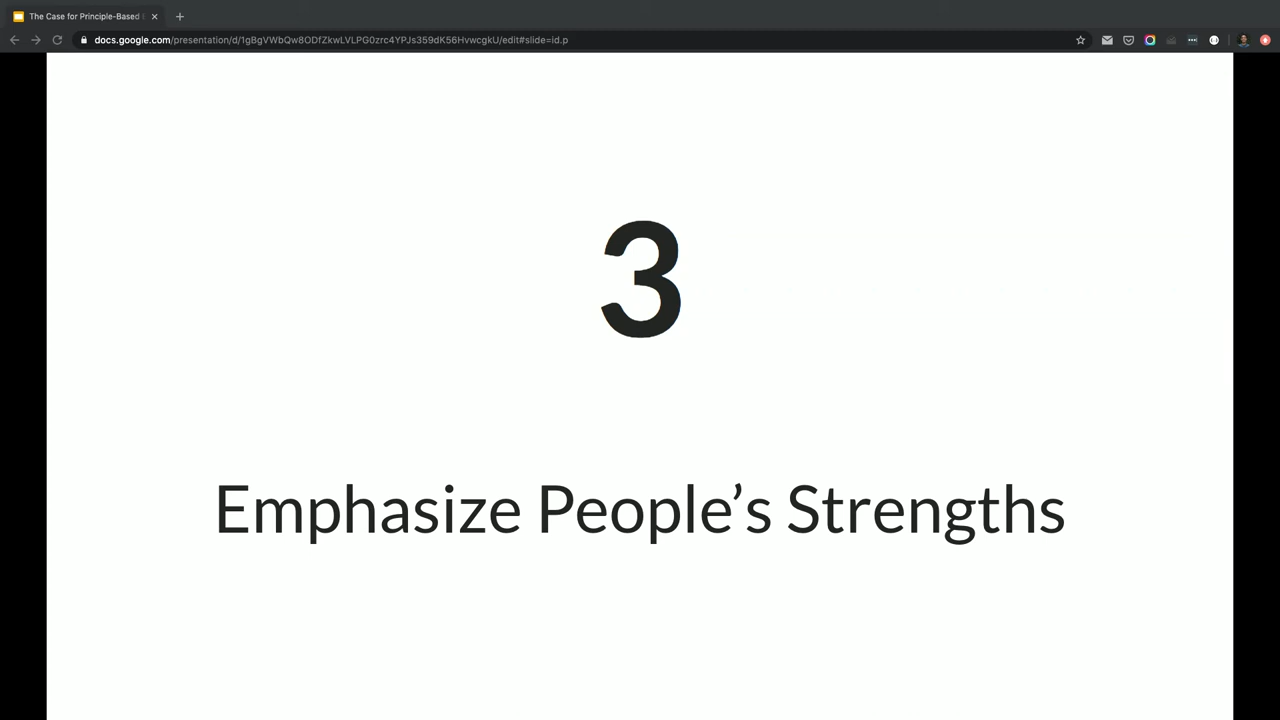 The Case for Principle-Based
docs.google.com/presentation/d/1gBgVWbQw8ODfZkwLVLPG0zrc4YPJs359dK56HvwcgkU/edit#slide=id.p
3
Emphasize People’s Strengths